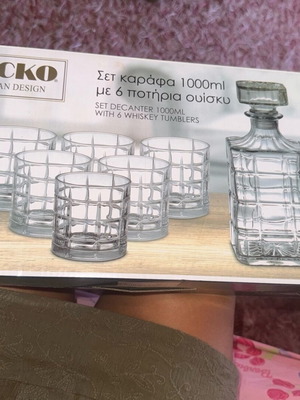 CKO
AN DESIGN
Σετ καράφα 1000ml
με 6 ποτήρια ουίσκυ
SET DECANTER 1000ML
WITH 6 WHISKEY TUMBLERS